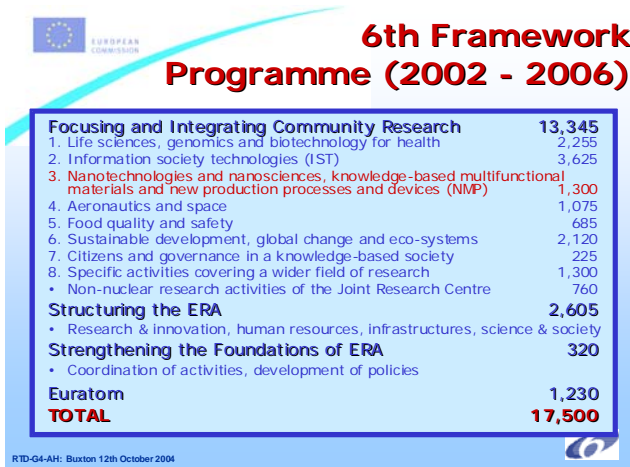 EUROPEAN
COMMISSION
6th Framework
Programme (2002 - 2006)
Focusing and Integrating Community Research 13,345
1. Life sciences, genomics and biotechnology for health 2,255
2. Information society technologies (IST) 3,625
3. Nanotechnologies and nanosciences, knowledge-based multifunctional
materials and new production processes and devices (NMP) 1,300
4. Aeronautics and space 1,075
5. Food quality and safety 685
6. Sustainable development, global change and eco-systems 2,120
7. Citizens and governance in a knowledge-based society 225
8. Specific activities covering a wider field of research 1,300
• Non-nuclear research activities of the Joint Research Centre 760
Structuring the ERA 2,605
• Research & innovation, human resources, infrastructures, science & society
Strengthening the Foundations of ERA 320
• Coordination of activities, development of policies
Euratom 1,230
TOTAL 17,500
RTD-G4-AH: Buxton 12th October 2004
6